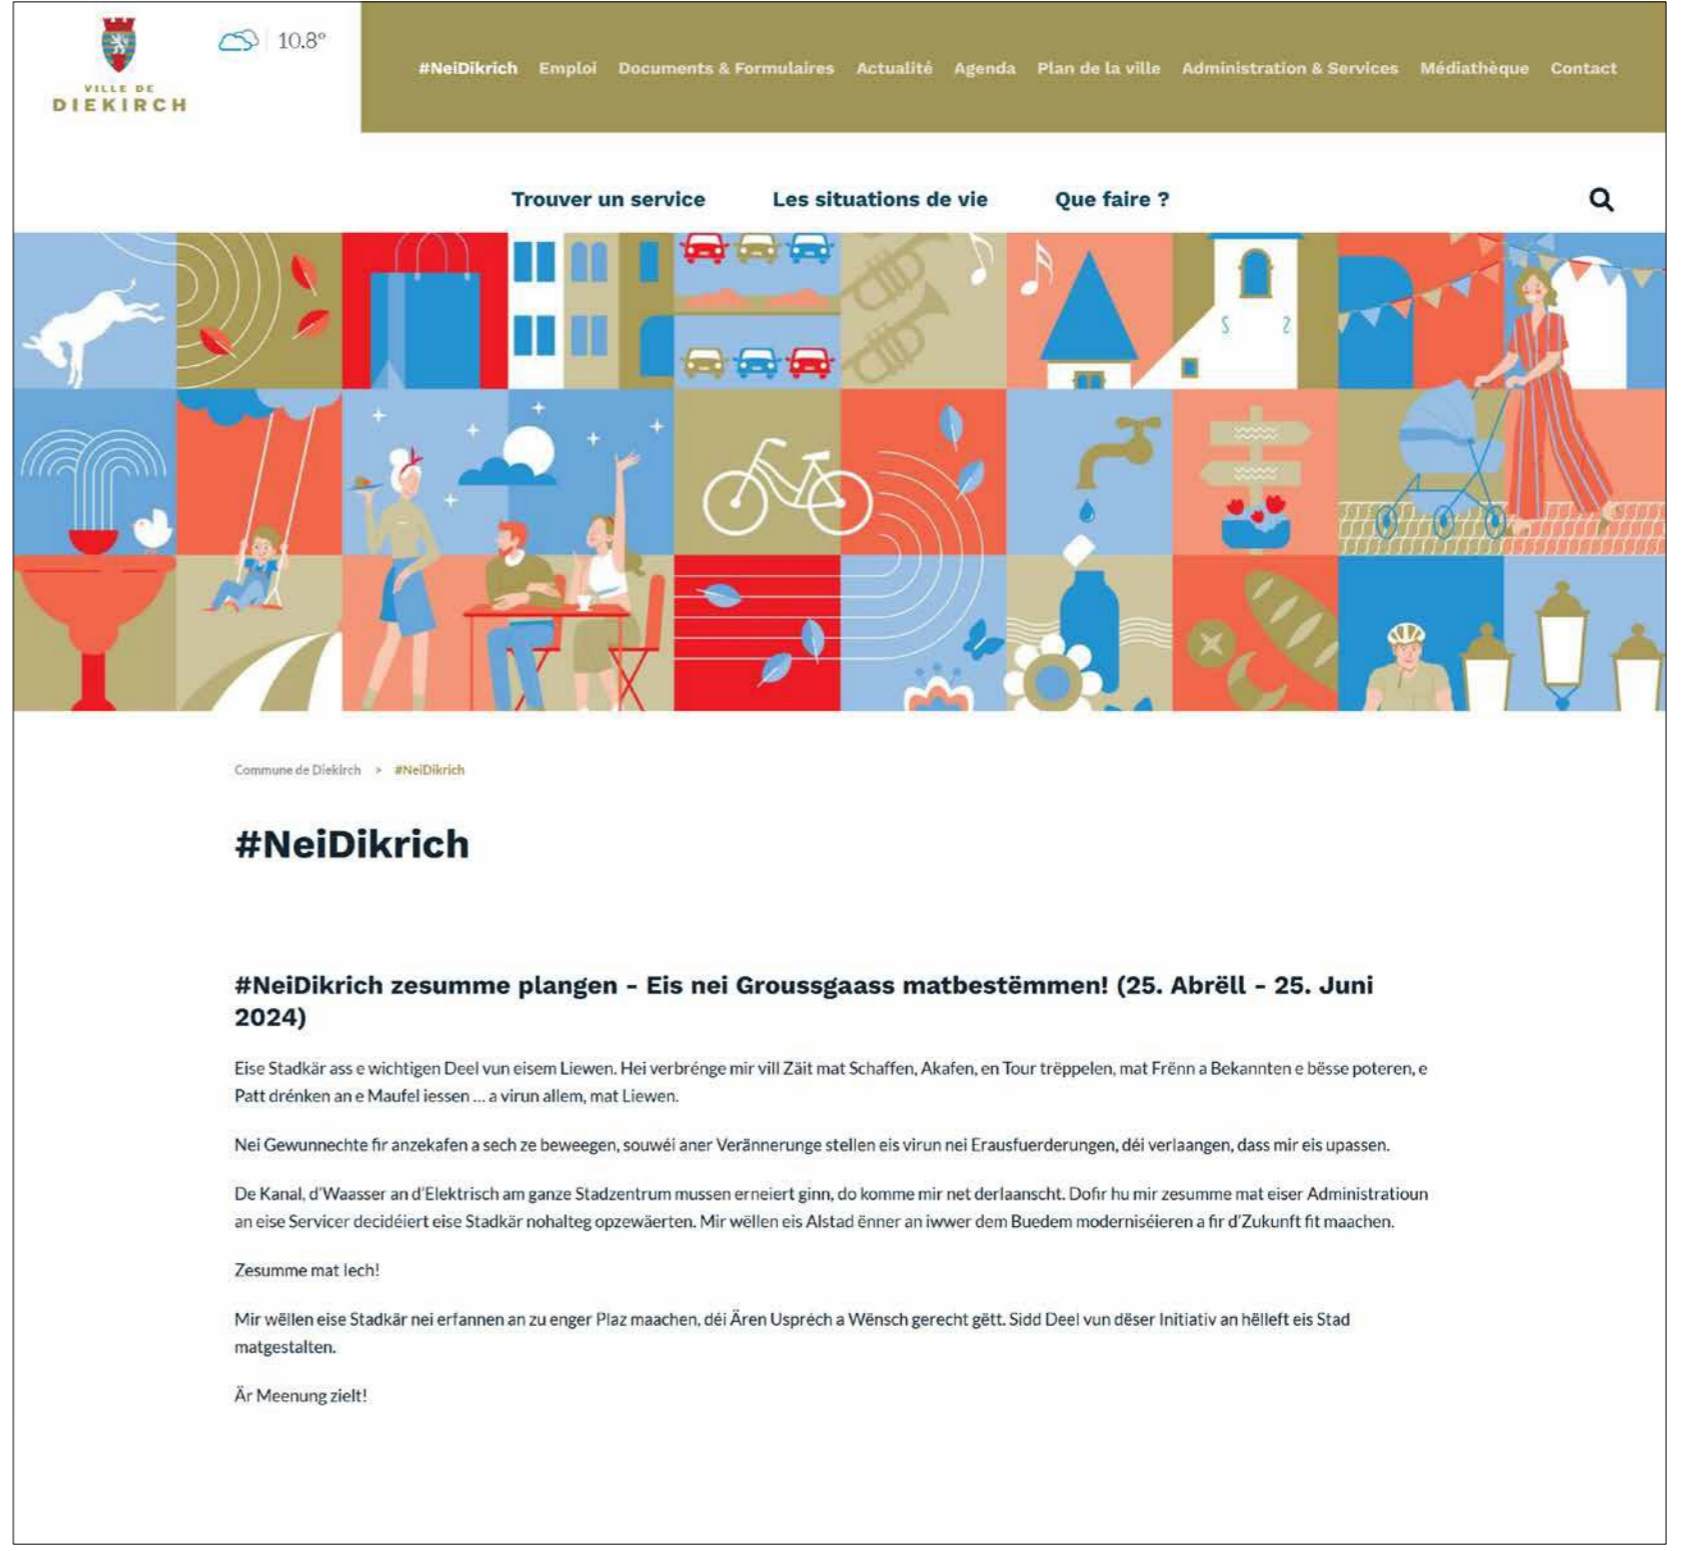 10.8°
VILLE DE
DIEKIRCH
#NeiDikrich Emploi Documents & Formulaires Actualité Agenda Plan de la ville Administration & Services Médiathèque Contact
Trouver un service Les situations de vie Que faire ?
Commune de Diekirch > #NeiDikrich
#NeiDikrich
#NeiDikrich zesumme plangen - Eis nei Groussgaass matbestëmmen! (25. Abrëll - 25. Juni
2024)
Eise Stadkär ass e wichtigen Deel vun eisem Liewen. Hei verbrénge mir vill Zäit mat Schaffen, Akafen, en Tour trëppelen, mat Frënn a Bekannten e bësse poteren, e
Patt drénken an e Maufel iessen ... a virun allem, mat Liewen.
Nei Gewunnechte fir anzekafen a sech ze beweegen, souwéi aner Verännerunge stellen eis virun nei Erausfuerderungen, déi verlaangen, dass mir eis upassen.
De Kanal, d'Waasser an d'Elektrisch am ganze Stadzentrum mussen erneiert ginn, do komme mir net derlaanscht. Dofir hu mir zesumme mat eiser Administratioun
an eise Servicer decidéiert eise Stadkär nohalteg opzewäerten. Mir wëllen eis Alstad ënner an iwwer dem Buedem moderniséieren a fir d'Zukunft fit maachen.
Zesumme mat Iech!
Mir wëllen eise Stadkär nei erfannen an zu enger Plaz maachen, déi Ären Uspréch a Wënsch gerecht gëtt. Sidd Deel vun dëser Initiativ an hëlleft eis Stad
matgestalten.
Är Meenung zielt!